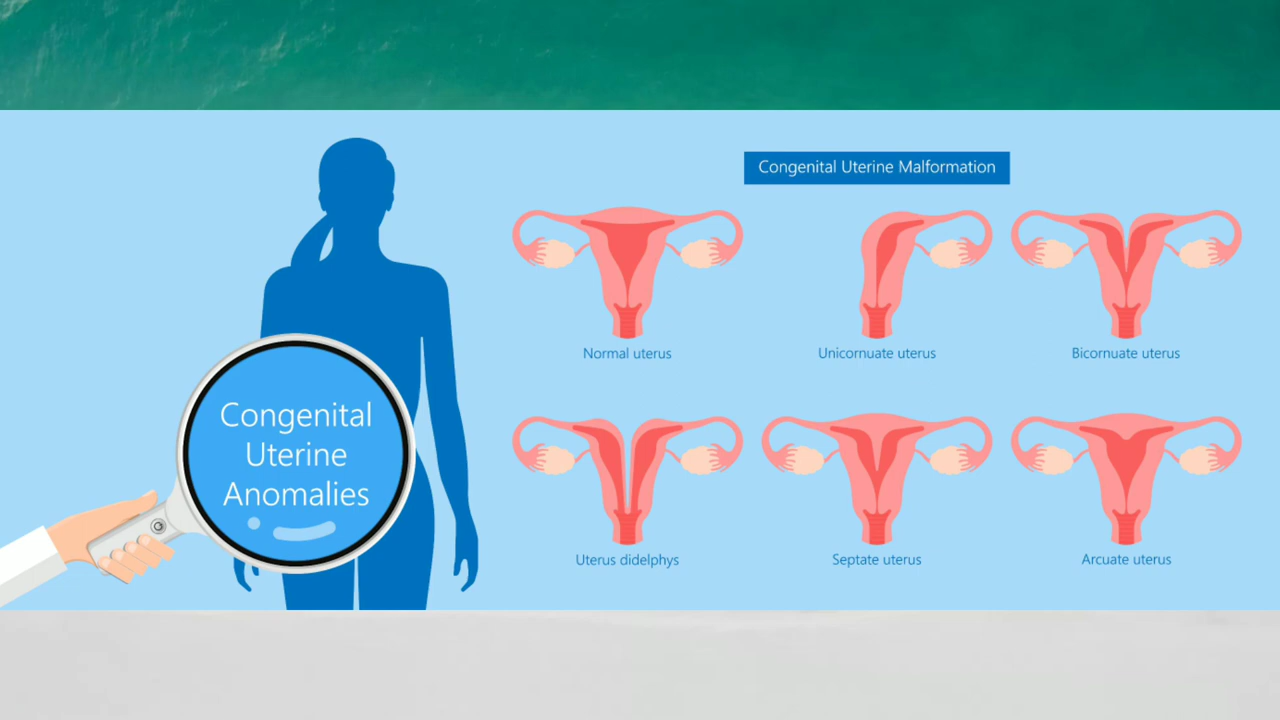 Congenital
Uterine
Anomalies
Congenital Uterine Malformation
Normal uterus
Unicornuate uterus
Bicornuate uterus
Uterus didelphys
Septate uterus
Arcuate uterus